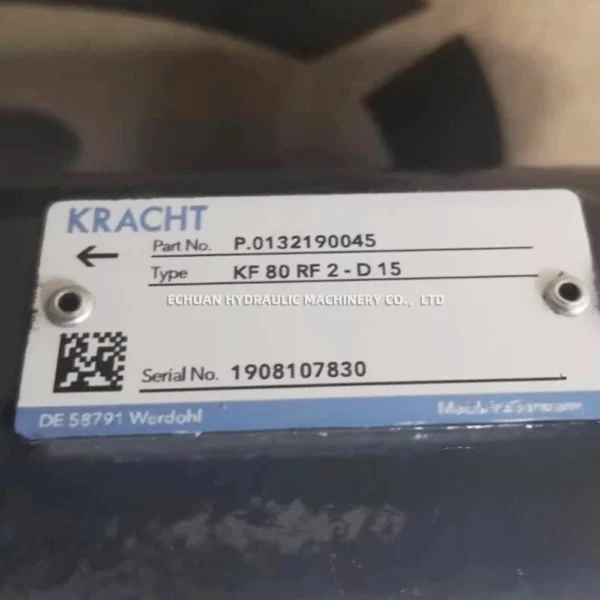 KRACHT
Part No. P.0132190045
Type KF 80 RF 2 - D 15
ECHUAN HYDRAULIC MACHINERY CO., LTD
Serial No. 1908107830
DE 58791 Werdohl